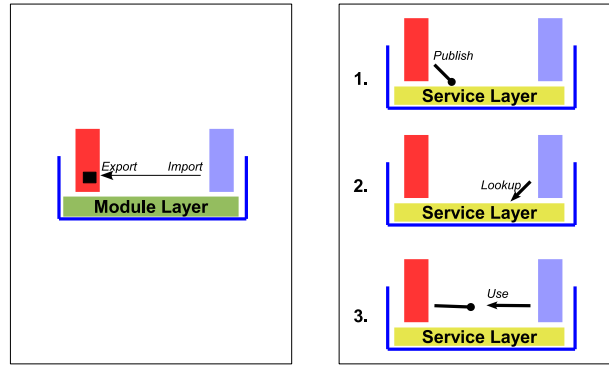 Export Import
Module Layer
Publish
1.
Service Layer
2.
Lookup
Service Layer
Use
3.
Service Layer